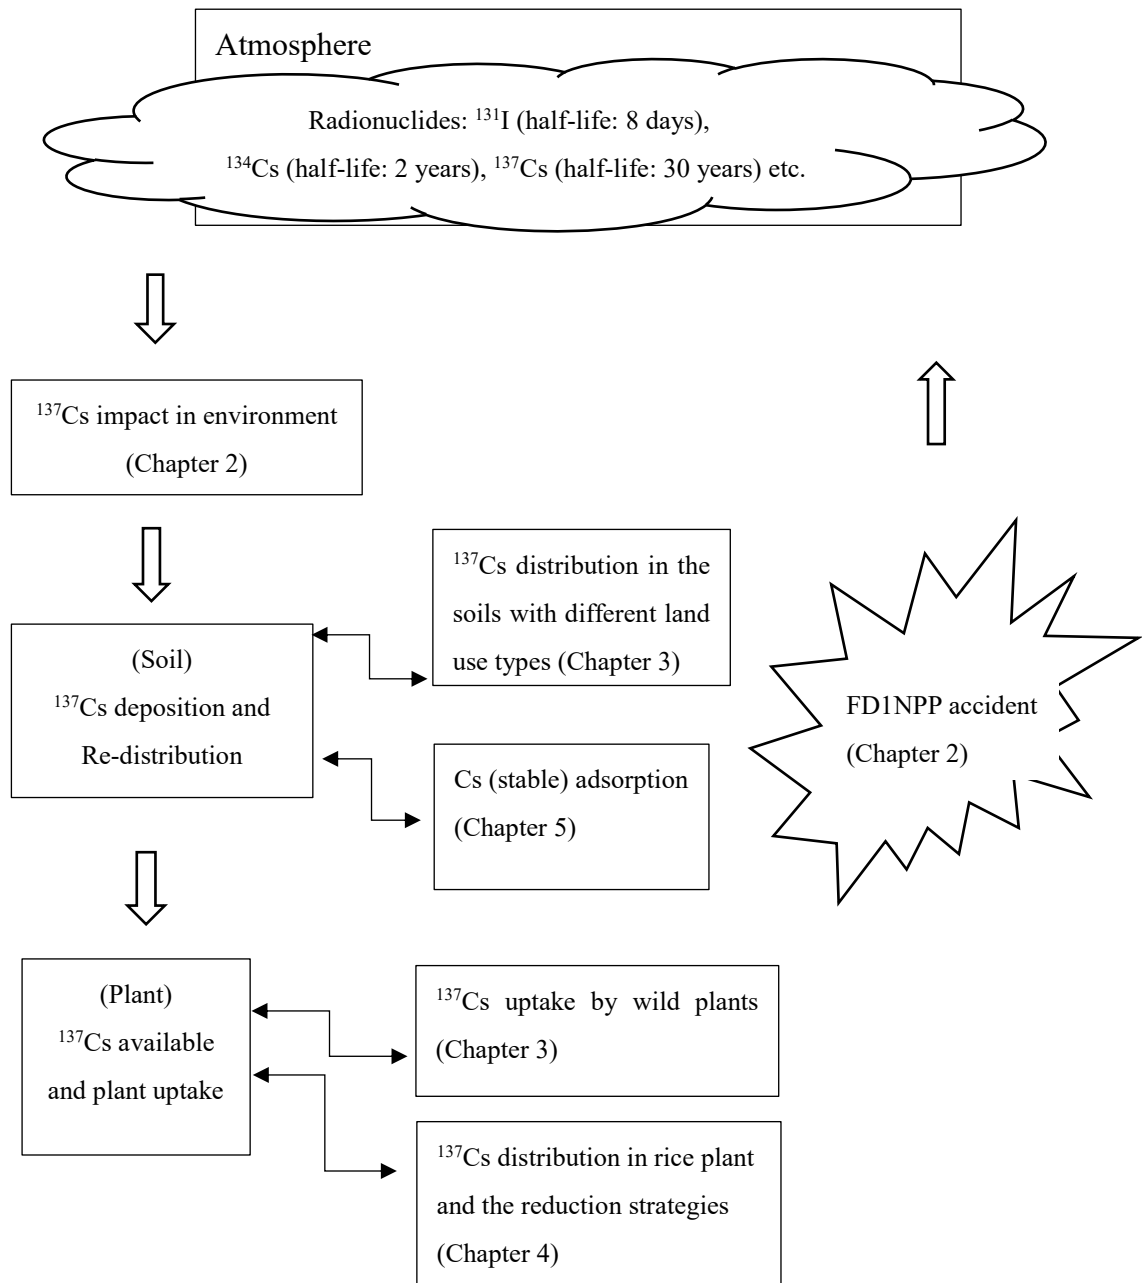 Atmosphere
Radionuclides: ¹³¹I (half-life: 8 days),
¹³⁴Cs (half-life: 2 years), ¹³⁷Cs (half-life: 30 years) etc.
¹³⁷Cs impact in environment
(Chapter 2)
(Soil)
¹³⁷Cs deposition and
Re-distribution
¹³⁷Cs distribution in the
soils with different land
use types (Chapter 3)
Cs (stable) adsorption
(Chapter 5)
FD1NPP accident
(Chapter 2)
(Plant)
¹³⁷Cs available
and plant uptake
¹³⁷Cs uptake by wild plants
(Chapter 3)
¹³⁷Cs distribution in rice plant
and the reduction strategies
(Chapter 4)